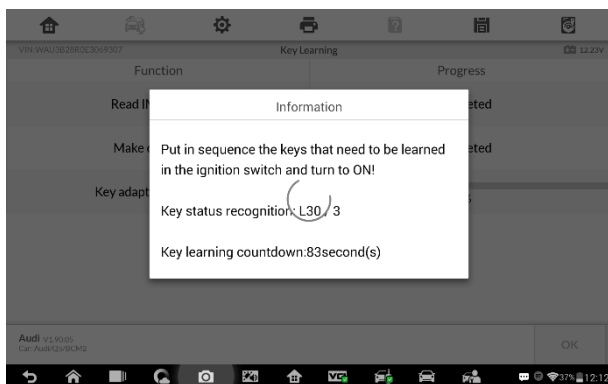 VIN:WAU3B28R0E3069307
Key Learning
12.23V
Function
Progress
Read I
eted
Make
eted
Key adapt
Information
Put in sequence the keys that need to be learned
in the ignition switch and turn to ON!
Key status recognition: L30 / 3
Key learning countdown:83second(s)
Audi V1.90.05
Car: Audi/Q5/BCM2
OK
37% 12:12